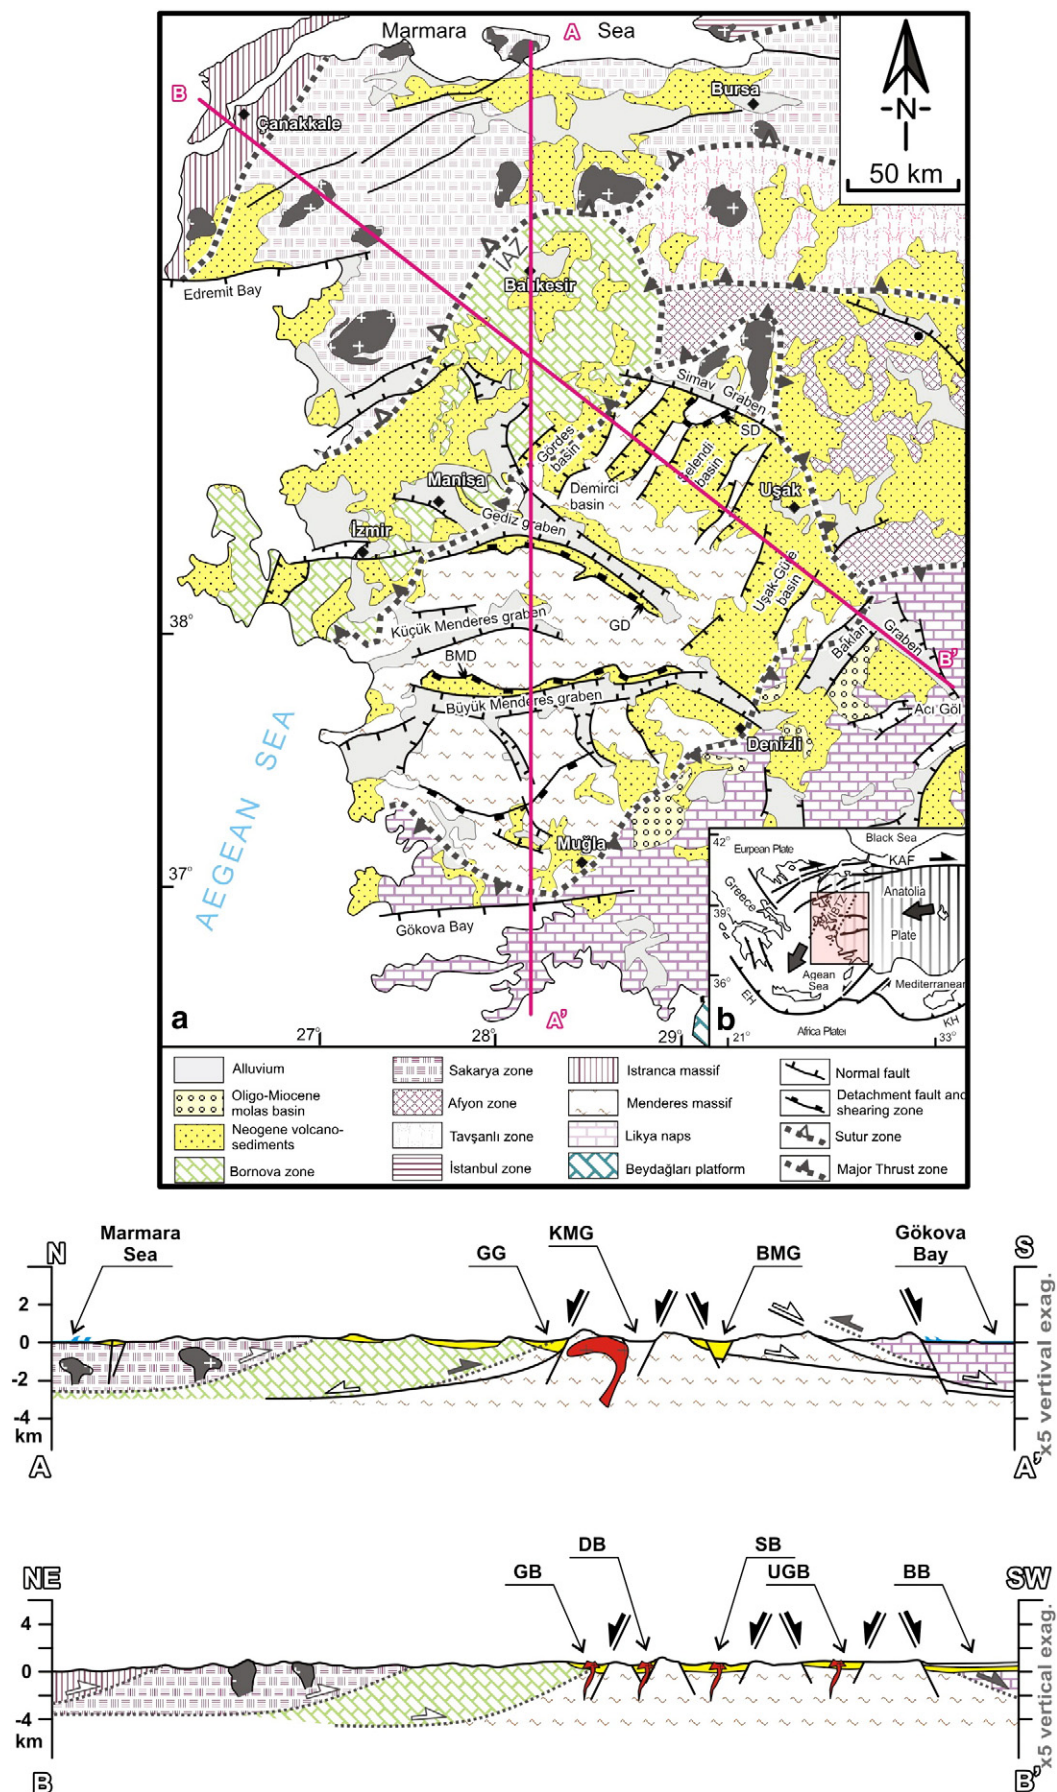 Marmara
A
Sea
B
Bursa
Çanakkale
N
50 km
İAZ
Balıkesir
Edremit Bay
Simav Graben
SD
Gördes
basin
Selendi
basin
Demirci
basin
Uşak
Manisa
Gediz graben
İzmir
Uşak-Güre
basin
GD
38°
Küçük Menderes graben
BMD
Baklan
Graben
B'
Büyük Menderes graben
Acı Göl
Denizli
AEGEAN SEA
Muğla
37°
Gökova Bay
A'
a
27°
28°
29°
42°
Black Sea
Eurpean Plate
KAF
Greece
Anatolia
39°
Plate
36°
Agean
Sea
Mediterranean
EH
KH
b
Africa Plate
21°
33°
Alluvium
Oligo-Miocene
molas basin
Neogene volcano-
sediments
Bornova zone
Sakarya zone
Afyon zone
Tavşanlı zone
İstanbul zone
Istranca massif
Menderes massif
Likya naps
Beydağları platform
Normal fault
Detachment fault and
shearing zone
Sutur zone
Major Thrust zone
N
Marmara
Sea
GG
KMG
BMG
Gökova
Bay
S
2
0
-2
-4
km
A
A'
x5 vertival exag.
NE
GB
DB
SB
UGB
BB
SW
4
0
-4
km
B
B'
x5 vertical exag.